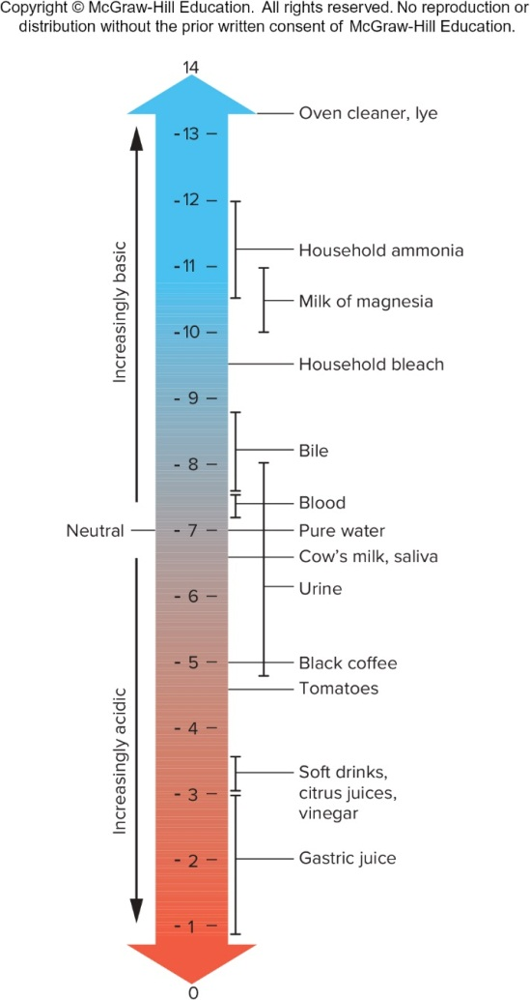 Copyright © McGraw-Hill Education. All rights reserved. No reproduction or
distribution without the prior written consent of McGraw-Hill Education.
14
Oven cleaner, lye
- 13 –
- 12 –
Household ammonia
- 11 –
Milk of magnesia
- 10 –
Household bleach
- 9 –
Increasingly basic
Bile
- 8 –
Blood
Neutral
- 7 –
Pure water
Cow's milk, saliva
Urine
- 6 –
- 5 –
Black coffee
Tomatoes
- 4 –
Increasingly acidic
Soft drinks,
citrus juices,
vinegar
- 3 –
Gastric juice
- 2 –
- 1 –
0